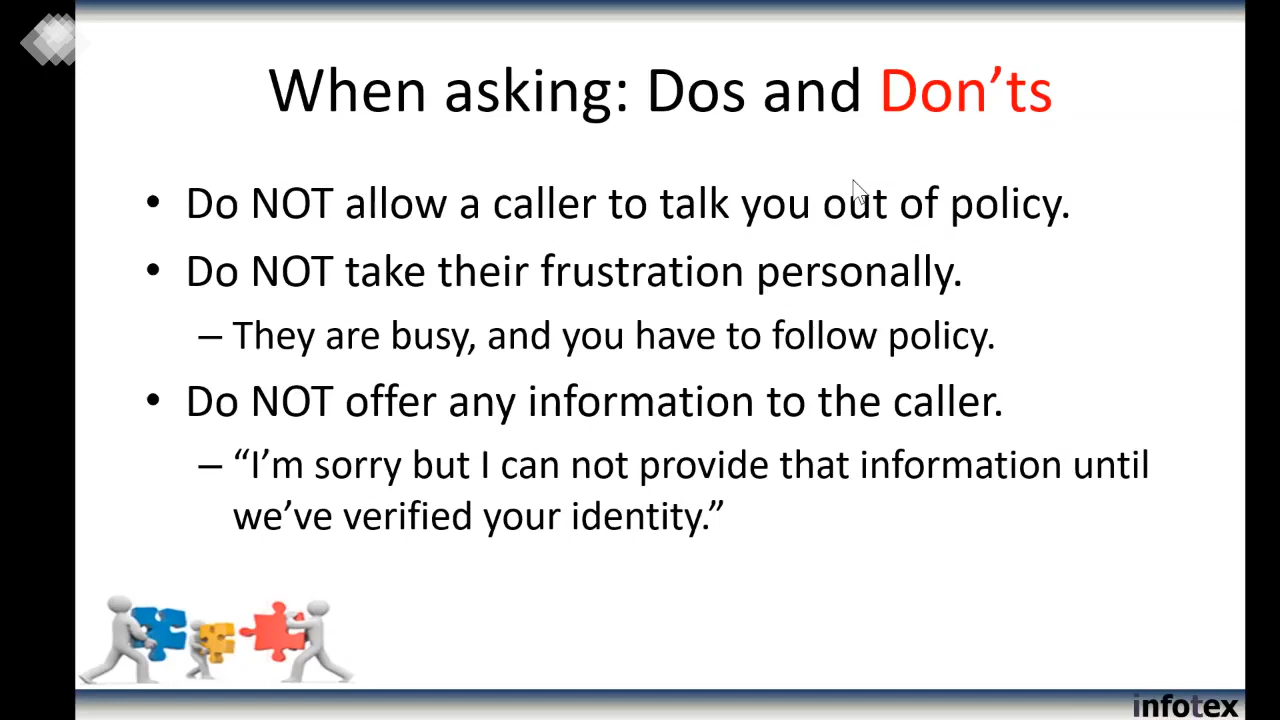 When asking: Dos and Don’ts
• Do NOT allow a caller to talk you out of policy.
• Do NOT take their frustration personally.
– They are busy, and you have to follow policy.
• Do NOT offer any information to the caller.
– “I’m sorry but I can not provide that information until
we’ve verified your identity.”
infotex